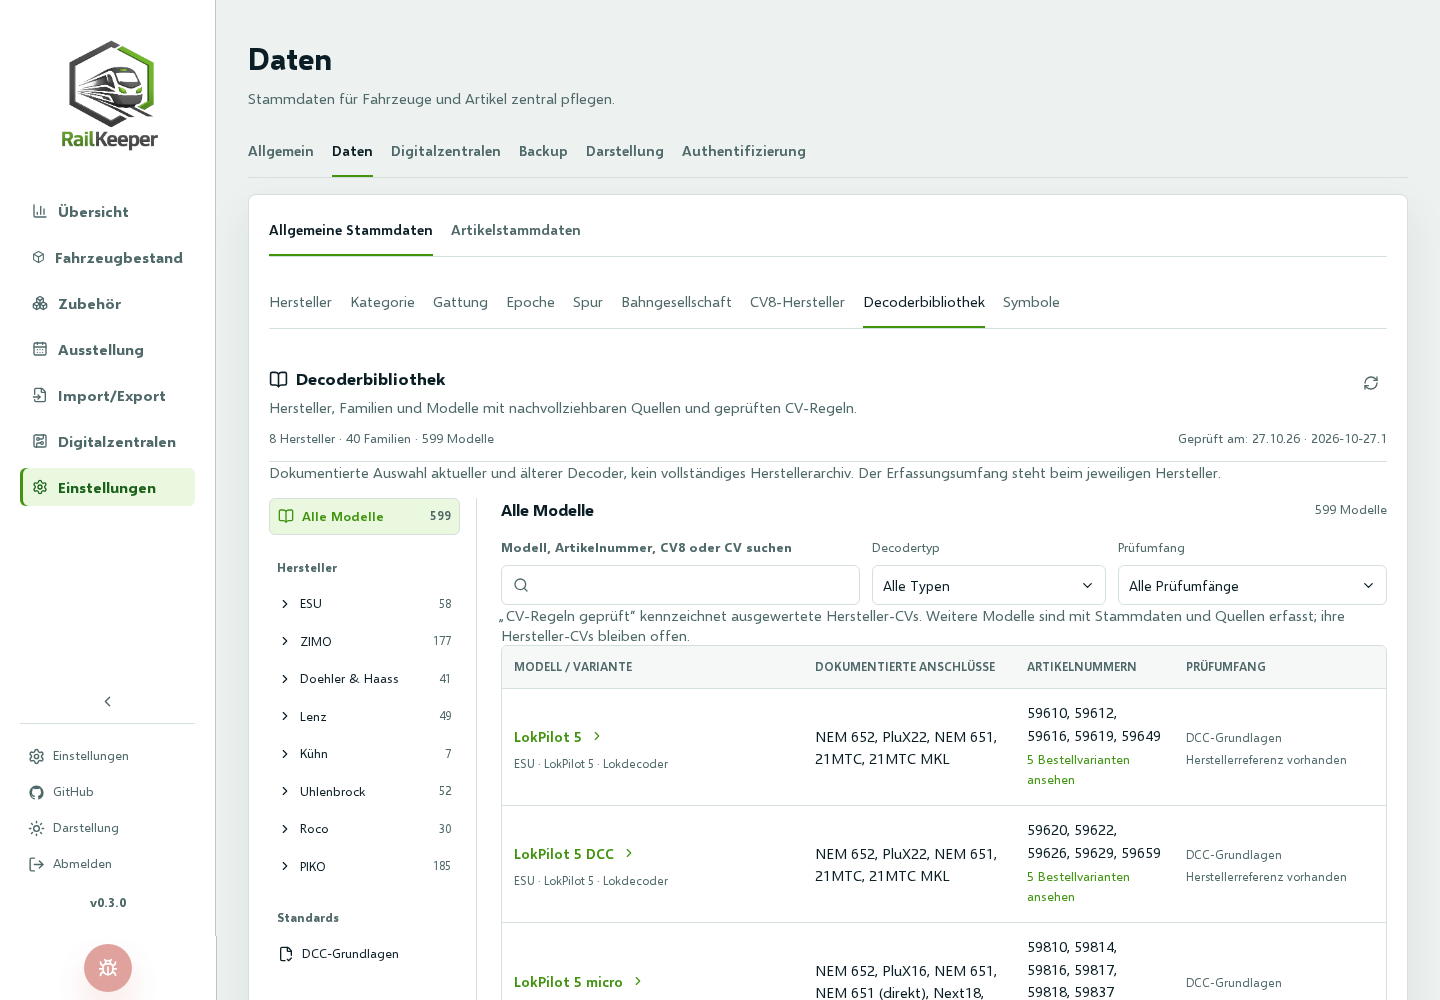 RailKeeper
Übersicht
Fahrzeugbestand
Zubehör
Ausstellung
Import/Export
Digitalzentralen
Einstellungen
Einstellungen
GitHub
Darstellung
Abmelden
v0.3.0
Daten
Stammdaten für Fahrzeuge und Artikel zentral pflegen.
Allgemein Daten Digitalzentralen Backup Darstellung Authentifizierung
Allgemeine Stammdaten Artikelstammdaten
Hersteller Kategorie Gattung Epoche Spur Bahngesellschaft CV8-Hersteller Decoderbibliothek Symbole
Decoderbibliothek
Hersteller, Familien und Modelle mit nachvollziehbaren Quellen und geprüften CV-Regeln.
8 Hersteller · 40 Familien · 599 Modelle Geprüft am: 27.10.26 · 2026-10-27.1
Dokumentierte Auswahl aktueller und älterer Decoder, kein vollständiges Herstellerarchiv. Der Erfassungsumfang steht beim jeweiligen Hersteller.
Alle Modelle 599
Hersteller
ESU 58
ZIMO 177
Doehler & Haass 41
Lenz 49
Kühn 7
Uhlenbrock 52
Roco 30
PIKO 185
Standards
DCC-Grundlagen
Alle Modelle 599 Modelle
Modell, Artikelnummer, CV8 oder CV suchen Decodertyp Prüfumfang
Alle Typen Alle Prüfumfänge
„CV-Regeln geprüft“ kennzeichnet ausgewertete Hersteller-CVs. Weitere Modelle sind mit Stammdaten und Quellen erfasst; ihre
Hersteller-CVs bleiben offen.
MODELL / VARIANTE DOKUMENTIERTE ANSCHLÜSSE ARTIKELNUMMERN PRÜFUMFANG
LokPilot 5
ESU · LokPilot 5 · Lokdecoder
NEM 652, PluX22, NEM 651,
21MTC, 21MTC MKL
59610, 59612,
59616, 59619, 59649
5 Bestellvarianten
ansehen
DCC-Grundlagen
Herstellerreferenz vorhanden
LokPilot 5 DCC
ESU · LokPilot 5 · Lokdecoder
NEM 652, PluX22, NEM 651,
21MTC, 21MTC MKL
59620, 59622,
59626, 59629, 59659
5 Bestellvarianten
ansehen
DCC-Grundlagen
Herstellerreferenz vorhanden
LokPilot 5 micro
NEM 652, PluX16, NEM 651,
NEM 651 (direkt), Next18,
59810, 59814,
59816, 59817,
59818, 59837
DCC-Grundlagen